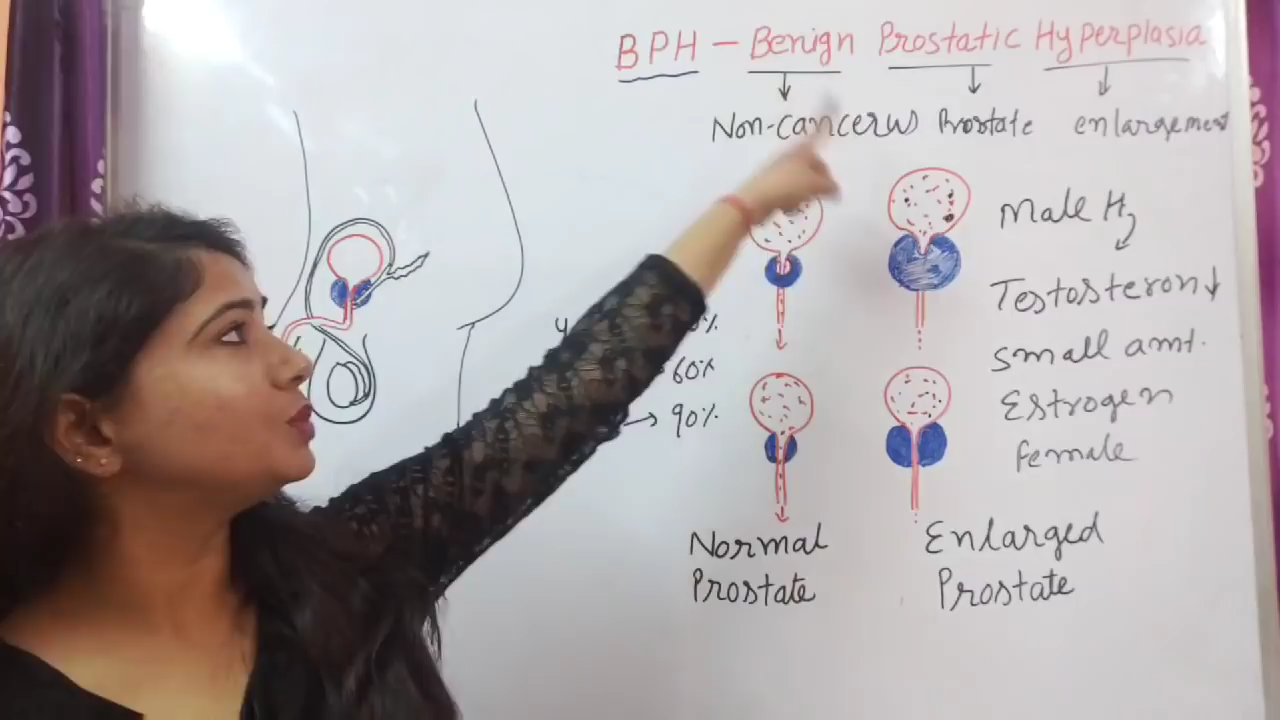 BPH - Benign Prostatic Hyperplasia
Non-cancerus Prostate enlargement
Male H
Testosteron↓
small amt.
Estrogen
female
60%
→ 90%
Normal
Prostate
Enlarged
Prostate